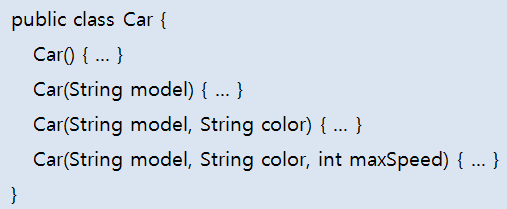 public class Car {
Car() { ... }
Car(String model) { ... }
Car(String model, String color) { ... }
Car(String model, String color, int maxSpeed) { ... }
}